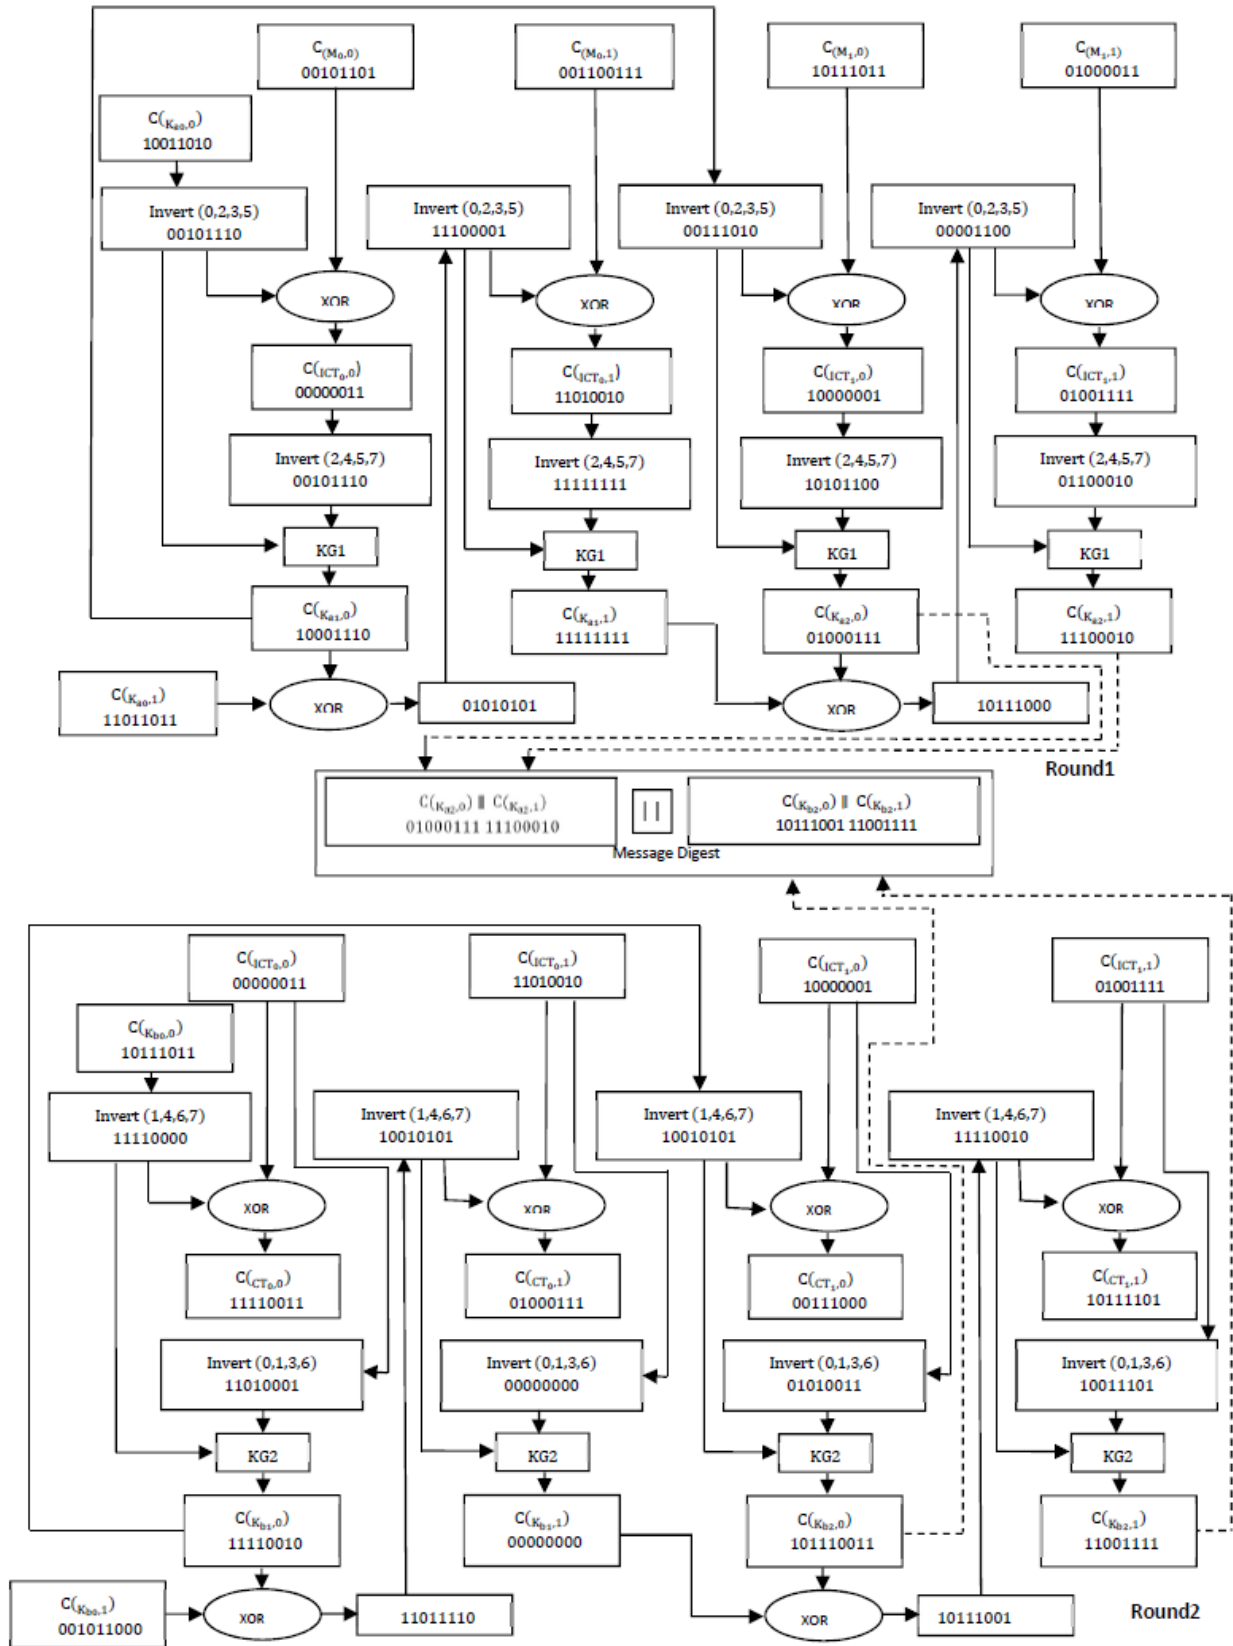 C(M₀,0)
00101101
C(M₀,1)
001100111
C(M₁,0)
10111011
C(M₁,1)
01000011
C(Ka0,0)
10011010
Invert (0,2,3,5)
00101110
Invert (0,2,3,5)
11100001
Invert (0,2,3,5)
00111010
Invert (0,2,3,5)
00001100
XOR
XOR
XOR
XOR
C(ICT₀,0)
00000011
C(ICT₀,1)
11010010
C(ICT₁,0)
10000001
C(ICT₁,1)
01001111
Invert (2,4,5,7)
00101110
Invert (2,4,5,7)
11111111
Invert (2,4,5,7)
10101100
Invert (2,4,5,7)
01100010
KG1
KG1
KG1
KG1
C(Ka1,0)
10001110
C(Ka1,1)
11111111
C(Ka2,0)
01000111
C(Ka2,1)
11100010
C(Ka0,1)
11011011
XOR
01010101
XOR
10111000
Round1
C(Ka2,0) ∥ C(Ka2,1)
01000111 11100010
||
C(Kb2,0) ∥ C(Kb2,1)
10111001 11001111
Message Digest
C(ICT₀,0)
00000011
C(ICT₀,1)
11010010
C(ICT₁,0)
10000001
C(ICT₁,1)
01001111
C(Kb0,0)
10111011
Invert (1,4,6,7)
11110000
Invert (1,4,6,7)
10010101
Invert (1,4,6,7)
10010101
Invert (1,4,6,7)
11110010
XOR
XOR
XOR
XOR
C(CT₀,0)
11110011
C(CT₀,1)
01000111
C(CT₁,0)
00111000
C(CT₁,1)
10111101
Invert (0,1,3,6)
11010001
Invert (0,1,3,6)
00000000
Invert (0,1,3,6)
01010011
Invert (0,1,3,6)
10011101
KG2
KG2
KG2
KG2
C(Kb1,0)
11110010
C(Kb1,1)
00000000
C(Kb2,0)
101110011
C(Kb2,1)
11001111
C(Kb0,1)
001011000
XOR
11011110
XOR
10111001
Round2